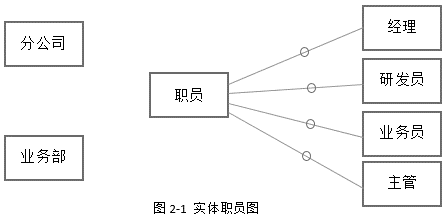 分公司
业务部
职员
经理
研发员
业务员
主管
图 2-1 实体职员图